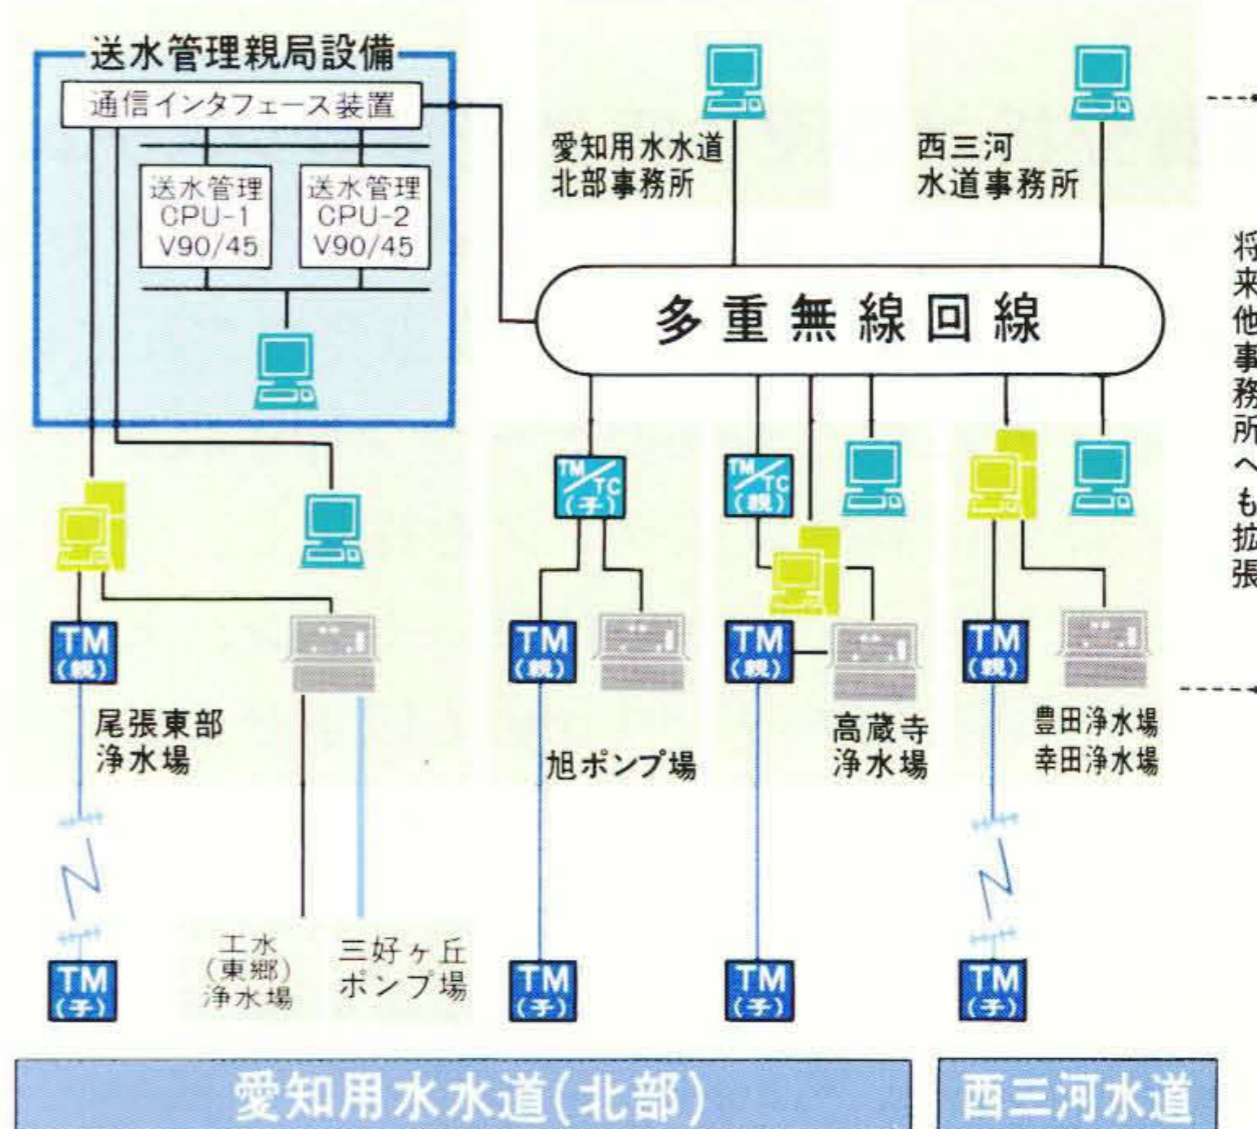 送水管理親局設備
通信インタフェース装置
送水管理
CPU-1
V90/45
送水管理
CPU-2
V90/45
愛知用水水道
北部事務所
西三河
水道事務所
多重無線回線
将来他事務所へも拡張
TM/TC
(子)
TM/TC
(親)
TM
(親)
TM
(親)
TM
(親)
TM
(親)
尾張東部
浄水場
旭ポンプ場
高蔵寺
浄水場
豊田浄水場
幸田浄水場
工水
(東郷)
浄水場
三好ヶ丘
ポンプ場
TM
(子)
TM
(子)
TM
(子)
TM
(子)
愛知用水水道(北部)
西三河水道